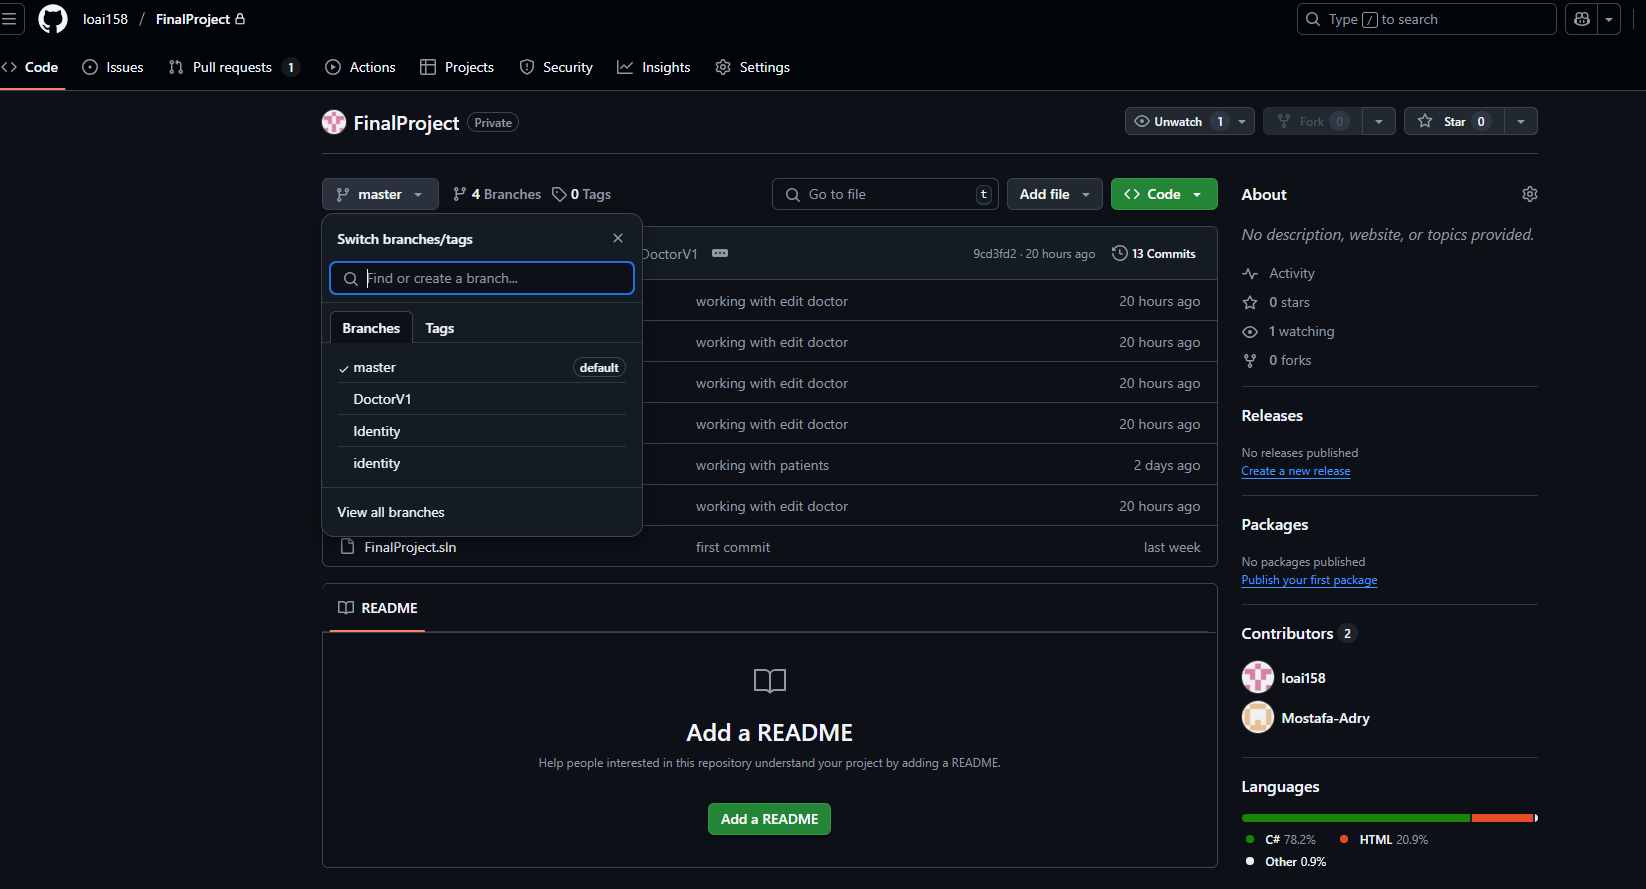 loai158 / FinalProject
Type / to search
Code Issues Pull requests 1 Actions Projects Security Insights Settings
FinalProject Private
Unwatch 1 Fork 0 Star 0
master 4 Branches 0 Tags
Go to file t Add file Code
Switch branches/tags
Find or create a branch...
Branches Tags
master default
DoctorV1
Identity
identity
View all branches
DoctorV1 9cd3fd2 · 20 hours ago 13 Commits
working with edit doctor 20 hours ago
working with edit doctor 20 hours ago
working with edit doctor 20 hours ago
working with edit doctor 20 hours ago
working with patients 2 days ago
working with edit doctor 20 hours ago
FinalProject.sln first commit last week
README
Add a README
Help people interested in this repository understand your project by adding a README.
Add a README
About
No description, website, or topics provided.
Activity
0 stars
1 watching
0 forks
Releases
No releases published
Create a new release
Packages
No packages published
Publish your first package
Contributors 2
loai158
Mostafa-Adry
Languages
C# 78.2% HTML 20.9%
Other 0.9%